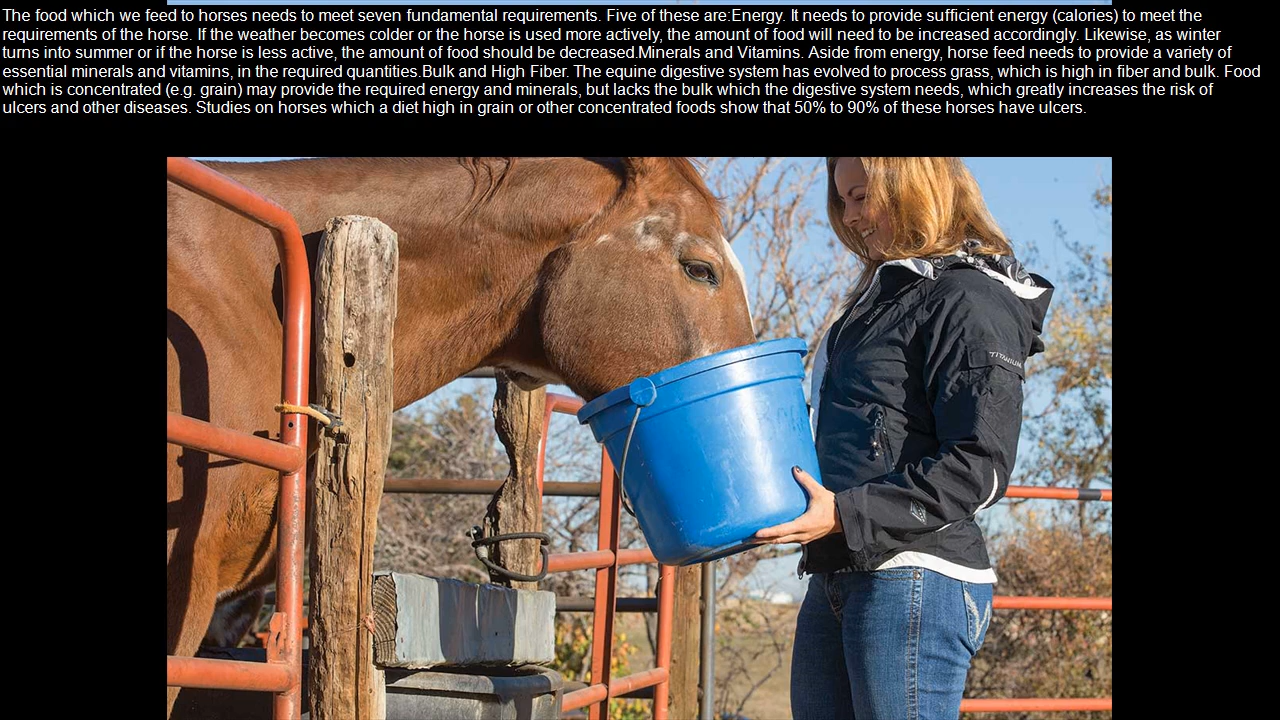 The food which we feed to horses needs to meet seven fundamental requirements. Five of these are:Energy. It needs to provide sufficient energy (calories) to meet the
requirements of the horse. If the weather becomes colder or the horse is used more actively, the amount of food will need to be increased accordingly. Likewise, as winter
turns into summer or if the horse is less active, the amount of food should be decreased.Minerals and Vitamins. Aside from energy, horse feed needs to provide a variety of
essential minerals and vitamins, in the required quantities.Bulk and High Fiber. The equine digestive system has evolved to process grass, which is high in fiber and bulk. Food
which is concentrated (e.g. grain) may provide the required energy and minerals, but lacks the bulk which the digestive system needs, which greatly increases the risk of
ulcers and other diseases. Studies on horses which a diet high in grain or other concentrated foods show that 50% to 90% of these horses have ulcers.
TITANIUM